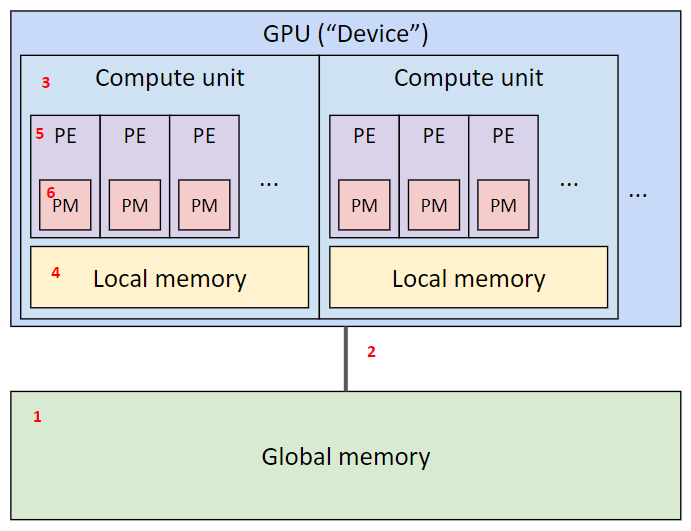 GPU (“Device”)
3 Compute unit Compute unit
5 PE PE PE ... PE PE PE ... ...
6 PM PM PM PM PM PM
4 Local memory Local memory
2
1
Global memory